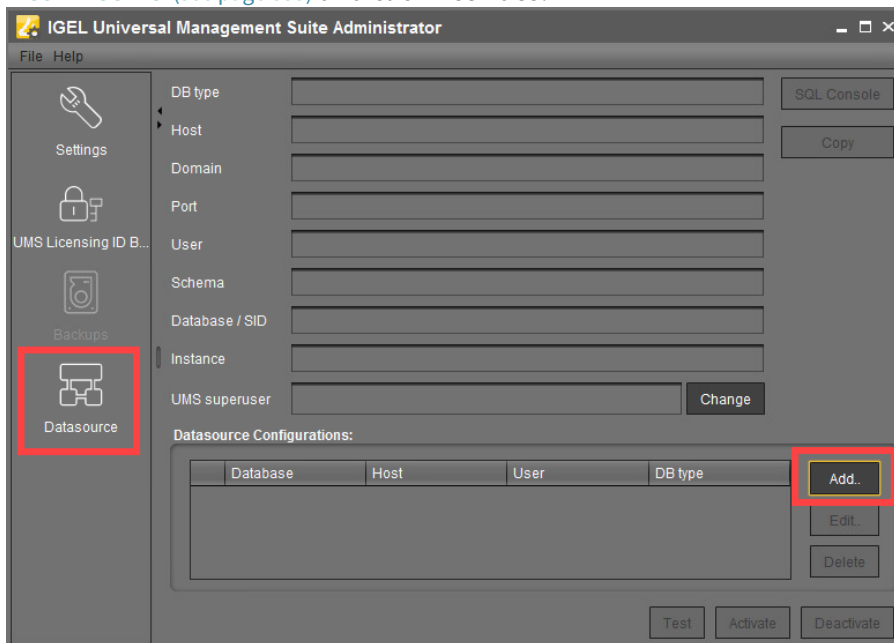 IGEL Universal Management Suite Administrator
File Help
Settings
UMS Licensing ID B...
Backups
Datasource
DB type
Host
Domain
Port
User
Schema
Database / SID
Instance
UMS superuser
Change
SQL Console
Copy
Datasource Configurations:
Database Host User DB type
Add..
Edit..
Delete
Test Activate Deactivate